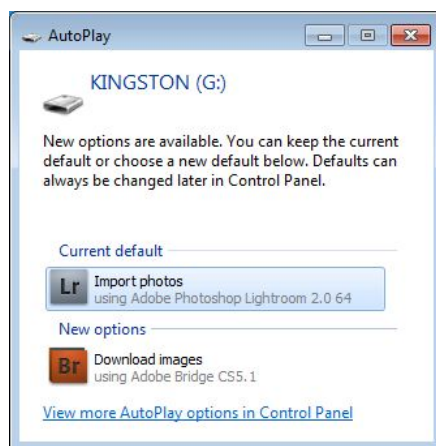 AutoPlay
KINGSTON (G:)
New options are available. You can keep the current
default or choose a new default below. Defaults can
always be changed later in Control Panel.
Current default
Lr
Import photos
using Adobe Photoshop Lightroom 2.0 64
New options
Br
Download images
using Adobe Bridge CS5.1
View more AutoPlay options in Control Panel